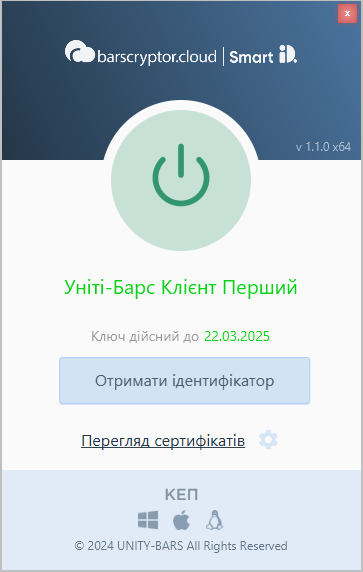 x
barscryptor.cloud | Smart iD.
v 1.1.0 x64
Уніті-Барс Клієнт Перший
Ключ дійсний до 22.03.2025
Отримати ідентифікатор
Перегляд сертифікатів
КЕП
© 2024 UNITY-BARS All Rights Reserved